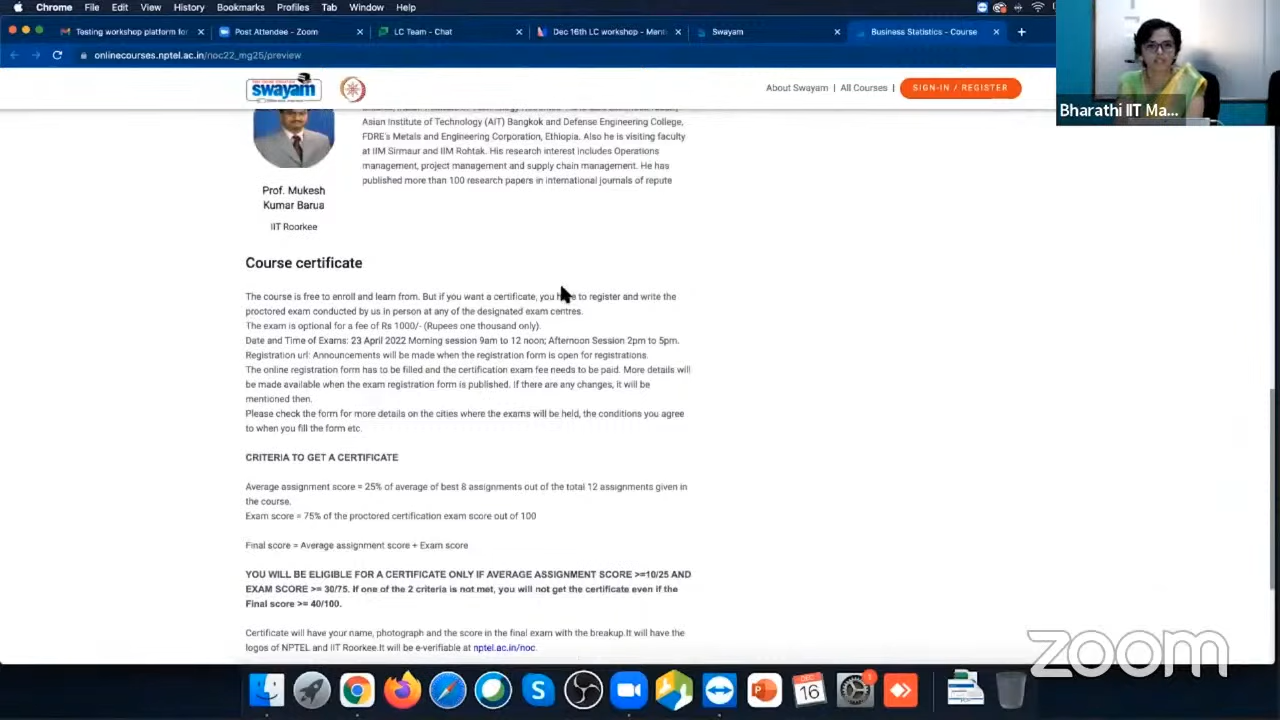 Chrome File Edit View History Bookmarks Profiles Tab Window Help
Testing workshop platform for
Post Attendee - Zoom
LC Team - Chat
Dec 16th LC workshop - Ment
Swayam
Business Statistics - Course
onlinecourses.nptel.ac.in/noc22_mg25/preview
swayam
About Swayam | All Courses |
SIGN-IN / REGISTER
Bharathi IIT Ma...
Asian Institute of Technology (AIT) Bangkok and Defense Engineering College,
FDRE's Metals and Engineering Corporation, Ethiopia. Also he is visiting faculty
at IIM Sirmaur and IIM Rohtak. His research interest includes Operations
management, project management and supply chain management. He has
published more than 100 research papers in international journals of repute
Prof. Mukesh
Kumar Barua
IIT Roorkee
Course certificate
The course is free to enroll and learn from. But if you want a certificate, you have to register and write the
proctored exam conducted by us in person at any of the designated exam centres.
The exam is optional for a fee of Rs 1000/- (Rupees one thousand only).
Date and Time of Exams: 23 April 2022 Morning session 9am to 12 noon; Afternoon Session 2pm to 5pm.
Registration url: Announcements will be made when the registration form is open for registrations.
The online registration form has to be filled and the certification exam fee needs to be paid. More details will
be made available when the exam registration form is published. If there are any changes, it will be
mentioned then.
Please check the form for more details on the cities where the exams will be held, the conditions you agree
to when you fill the form etc.
CRITERIA TO GET A CERTIFICATE
Average assignment score = 25% of average of best 8 assignments out of the total 12 assignments given in
the course.
Exam score = 75% of the proctored certification exam score out of 100
Final score = Average assignment score + Exam score
YOU WILL BE ELIGIBLE FOR A CERTIFICATE ONLY IF AVERAGE ASSIGNMENT SCORE >=10/25 AND
EXAM SCORE >= 30/75. If one of the 2 criteria is not met, you will not get the certificate even if the
Final score >= 40/100.
Certificate will have your name, photograph and the score in the final exam with the breakup.It will have the
logos of NPTEL and IIT Roorkee.It will be e-verifiable at nptel.ac.in/noc.
zoom
DEC
16